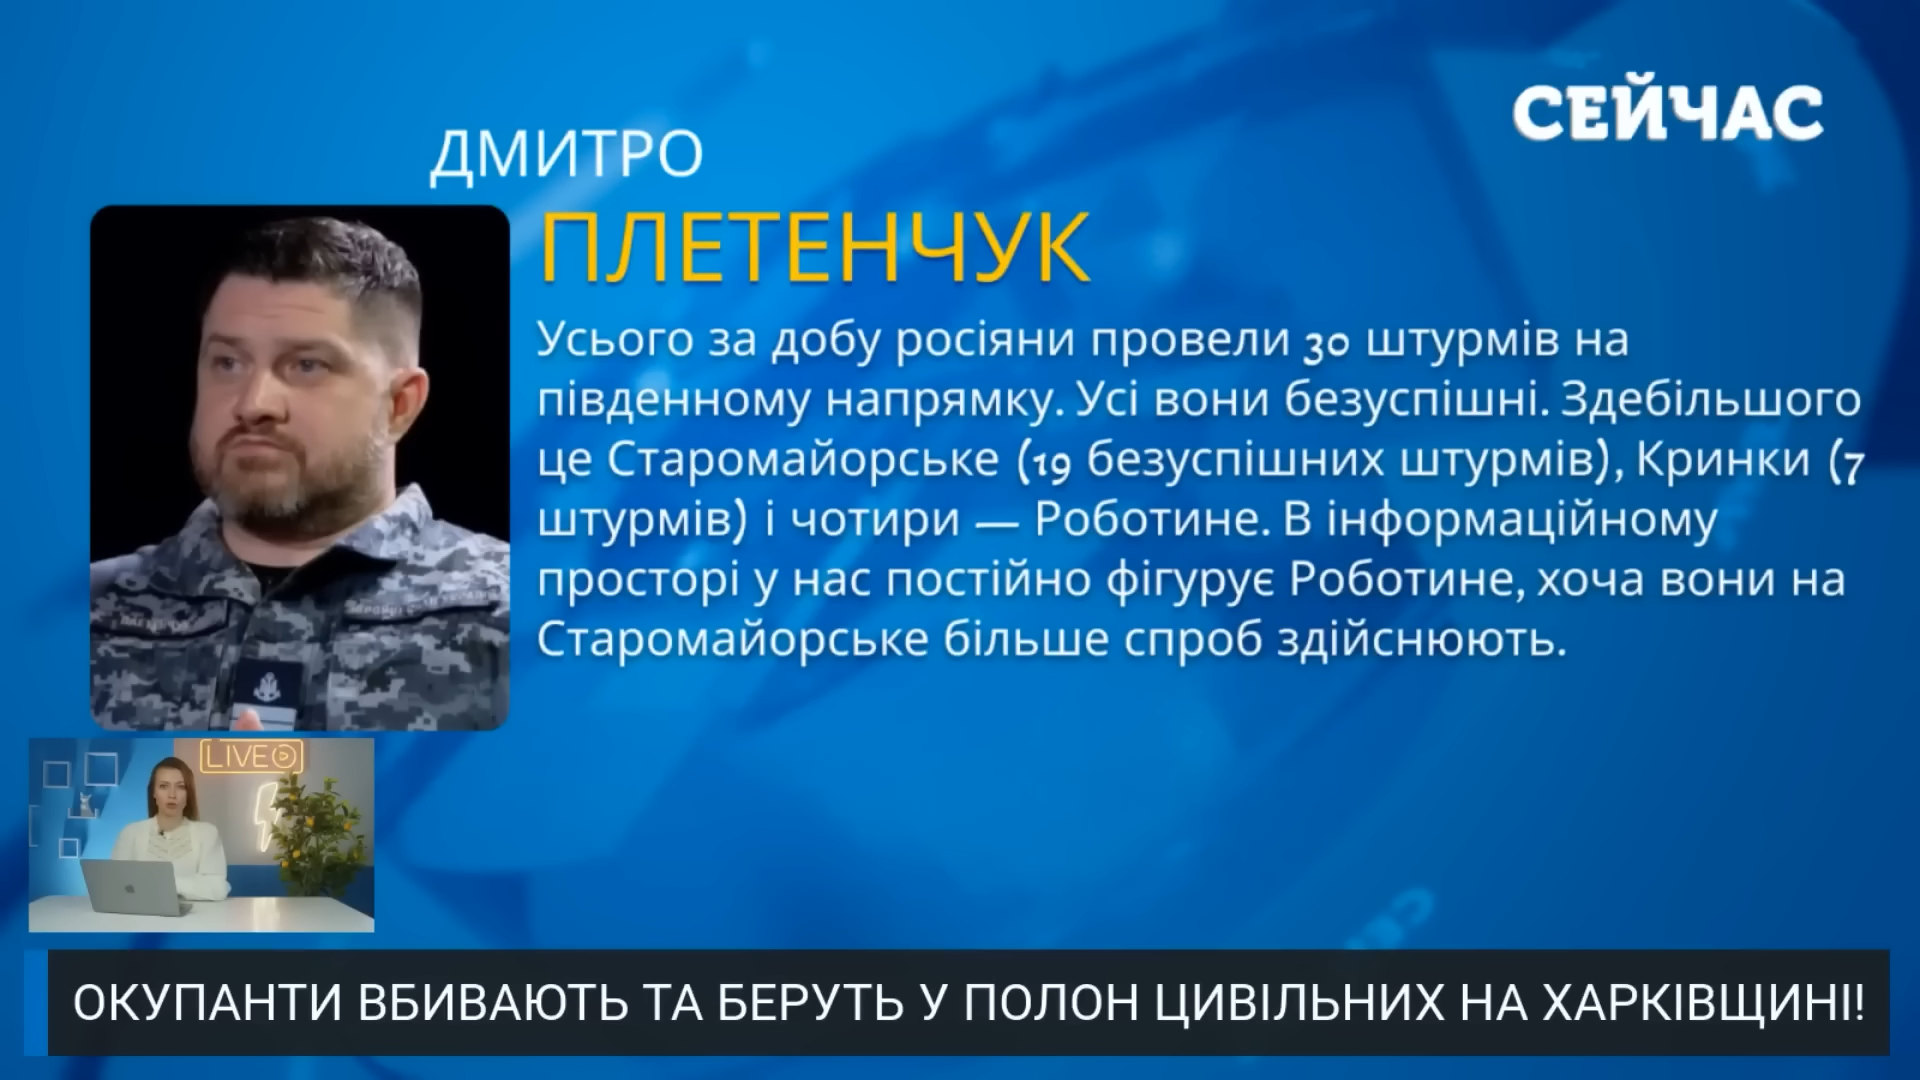 СЕЙЧАС
ДМИТРО
ПЛЕТЕНЧУК
Усього за добу росіяни провели 30 штурмів на
південному напрямку. Усі вони безуспішні. Здебільшого
це Старомайорське (19 безуспішних штурмів), Кринки (7
штурмів) і чотири — Роботине. В інформаційному
просторі у нас постійно фігурує Роботине, хоча вони на
Старомайорське більше спроб здійснюють.
LIVE
ОКУПАНТИ ВБИВАЮТЬ ТА БЕРУТЬ У ПОЛОН ЦИВІЛЬНИХ НА ХАРКІВЩИНІ!